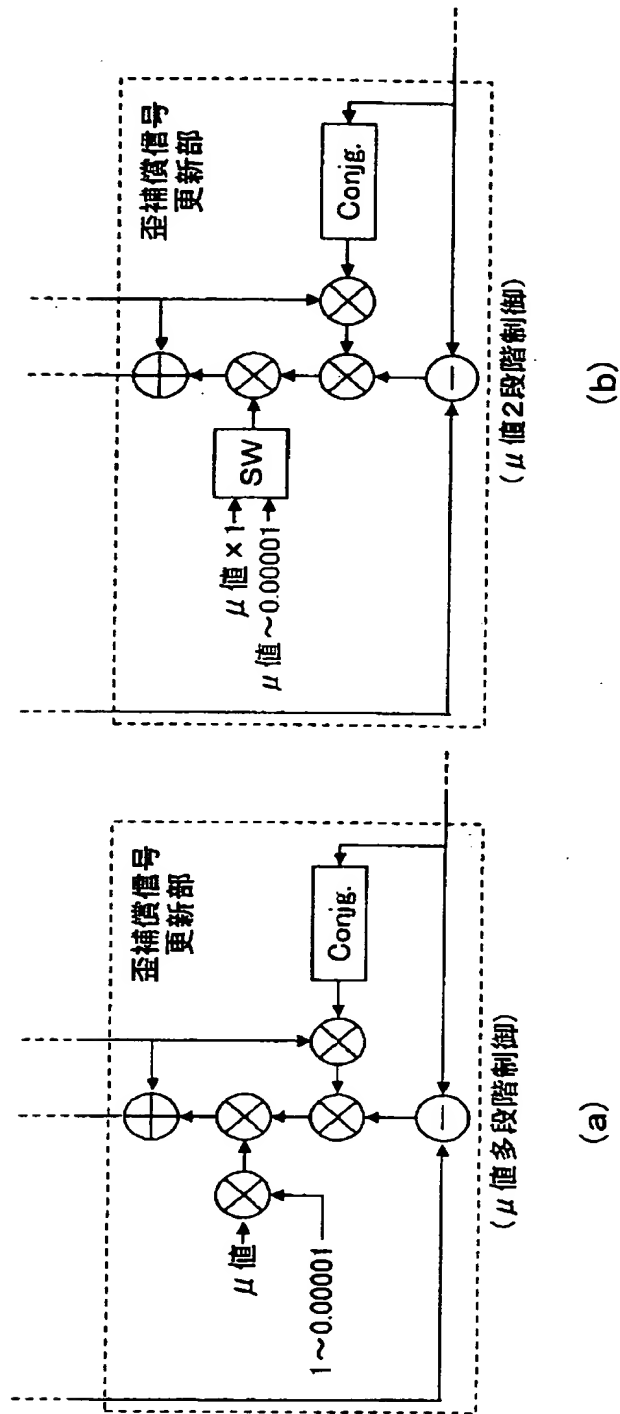 歪補償信号
更新部
Conjg.
μ値
1～0.00001
(μ値多段階制御)
(a)
歪補償信号
更新部
Conjg.
SW
μ値×1
μ値～0.00001
(μ値2段階制御)
(b)